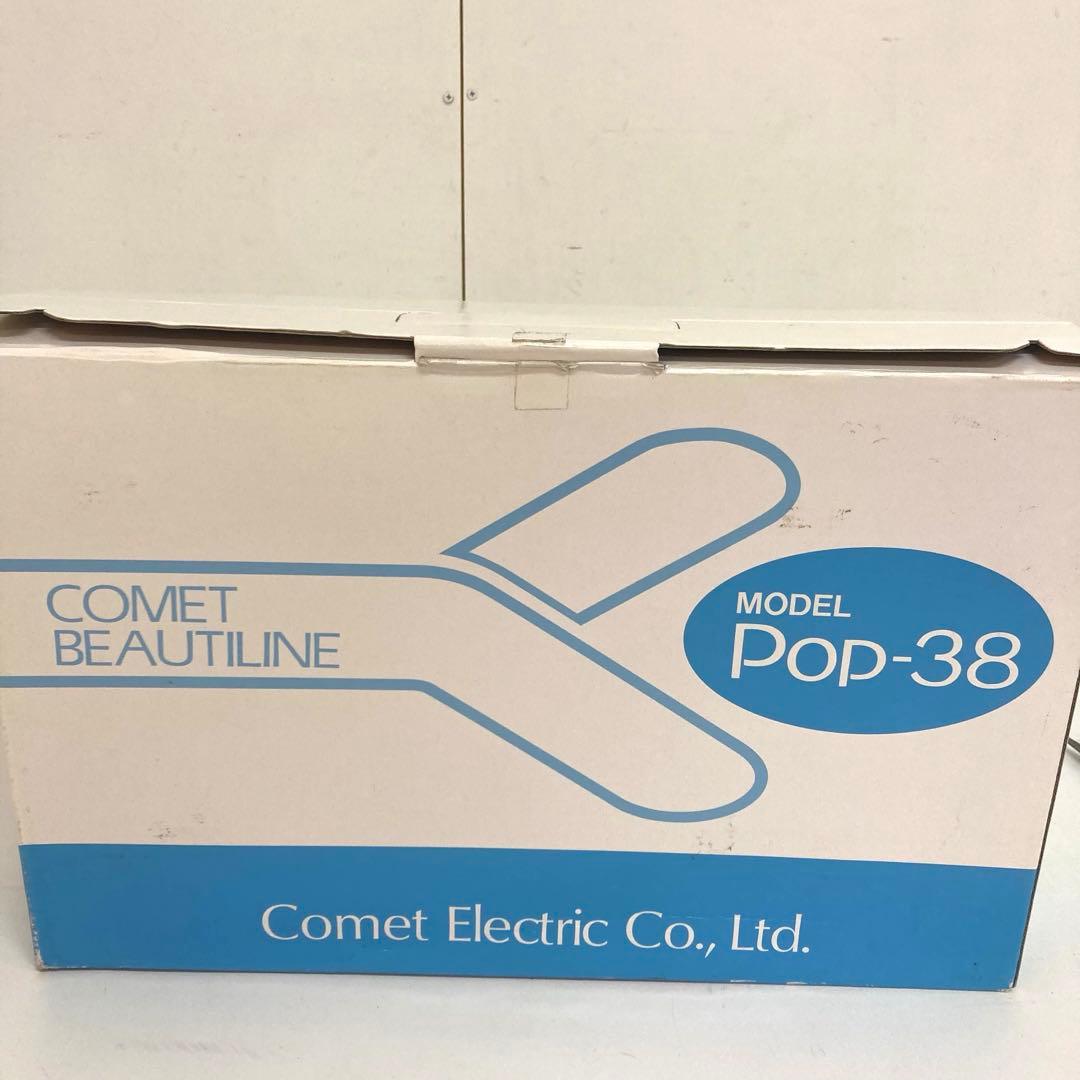 COMET
BEAUTILINE
MODEL
Pop-38
Comet Electric Co., Ltd.